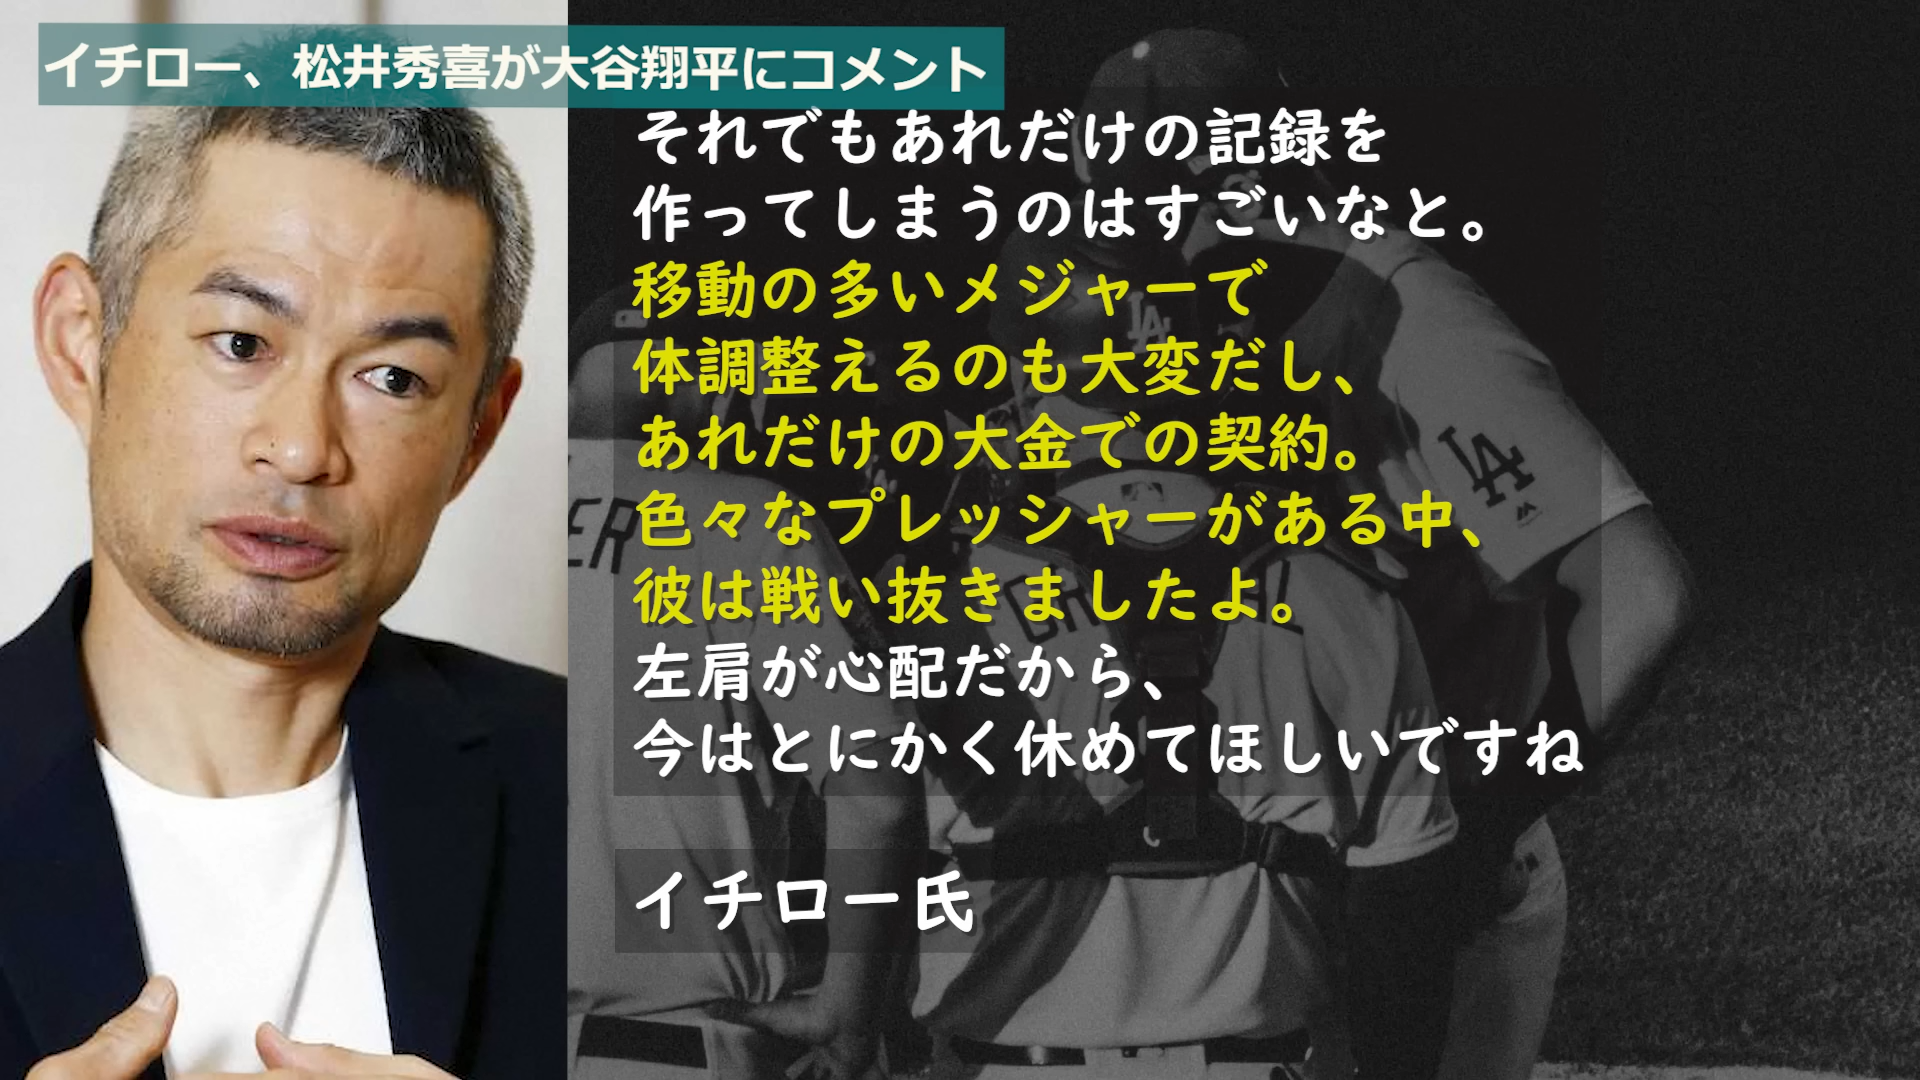 イチロー、松井秀喜が大谷翔平にコメント
それでもあれだけの記録を
作ってしまうのはすごいなと。
移動の多いメジャーで
体調整えるのも大変だし、
あれだけの大金での契約。
色々なプレッシャーがある中、
彼は戦い抜きましたよ。
左肩が心配だから、
今はとにかく休めてほしいですね
イチロー氏
LA
LA
ER